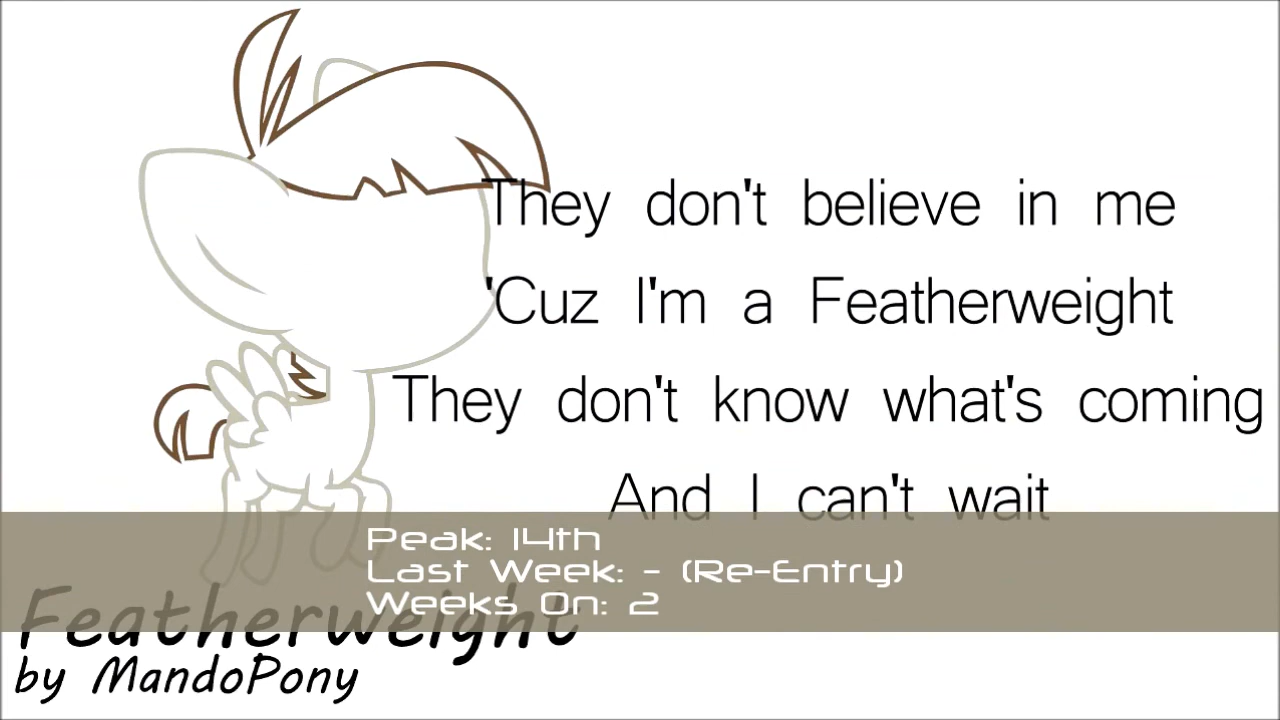 They don't believe in me
'Cuz I'm a Featherweight
They don't know what's coming
And I can't wait
Peak: 14th
Last Week: - (Re-Entry)
Weeks On: 2
Featherweight
by MandoPony